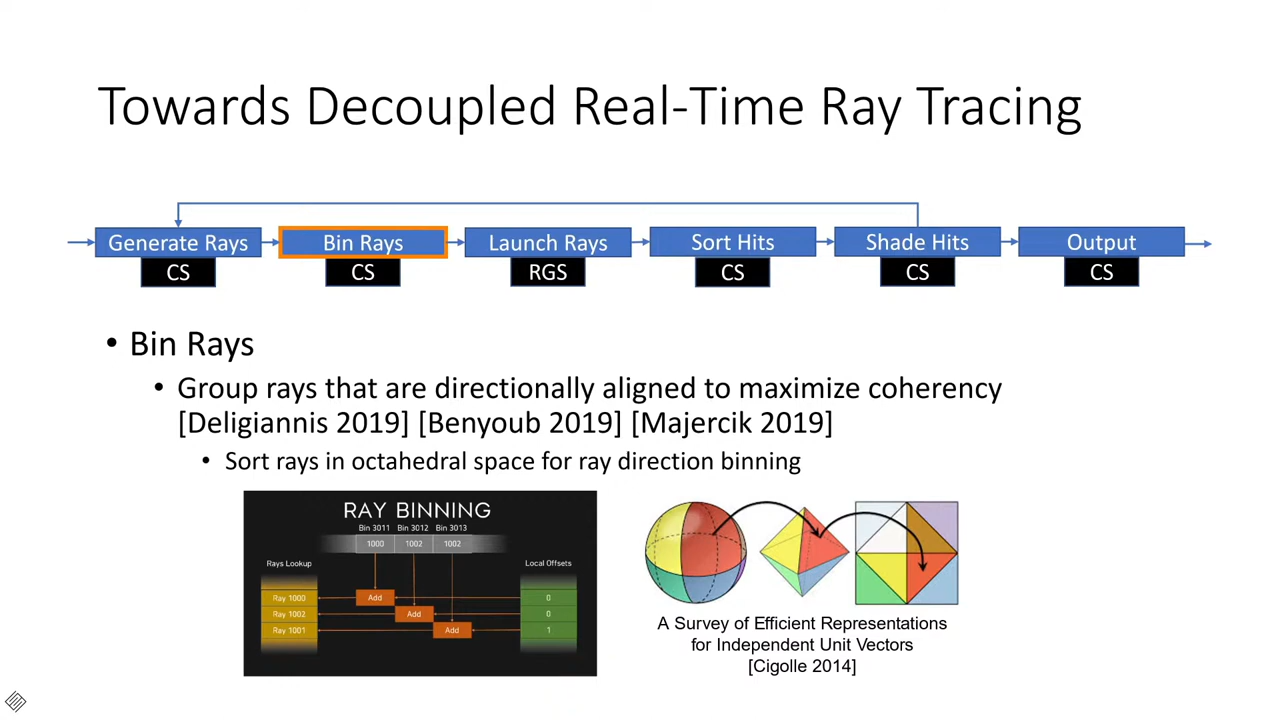 Towards Decoupled Real-Time Ray Tracing
Generate Rays
Bin Rays
Launch Rays
Sort Hits
Shade Hits
Output
CS
CS
RGS
CS
CS
CS
• Bin Rays
• Group rays that are directionally aligned to maximize coherency
[Deligiannis 2019] [Benyoub 2019] [Majercik 2019]
• Sort rays in octahedral space for ray direction binning
RAY BINNING
Bin 3011 Bin 3012 Bin 3013
1000 1002 1002
Rays Lookup
Local Offsets
Ray 1000 Add 0
Ray 1002 Add 0
Ray 1001 Add 1
A Survey of Efficient Representations
for Independent Unit Vectors
[Cigolle 2014]